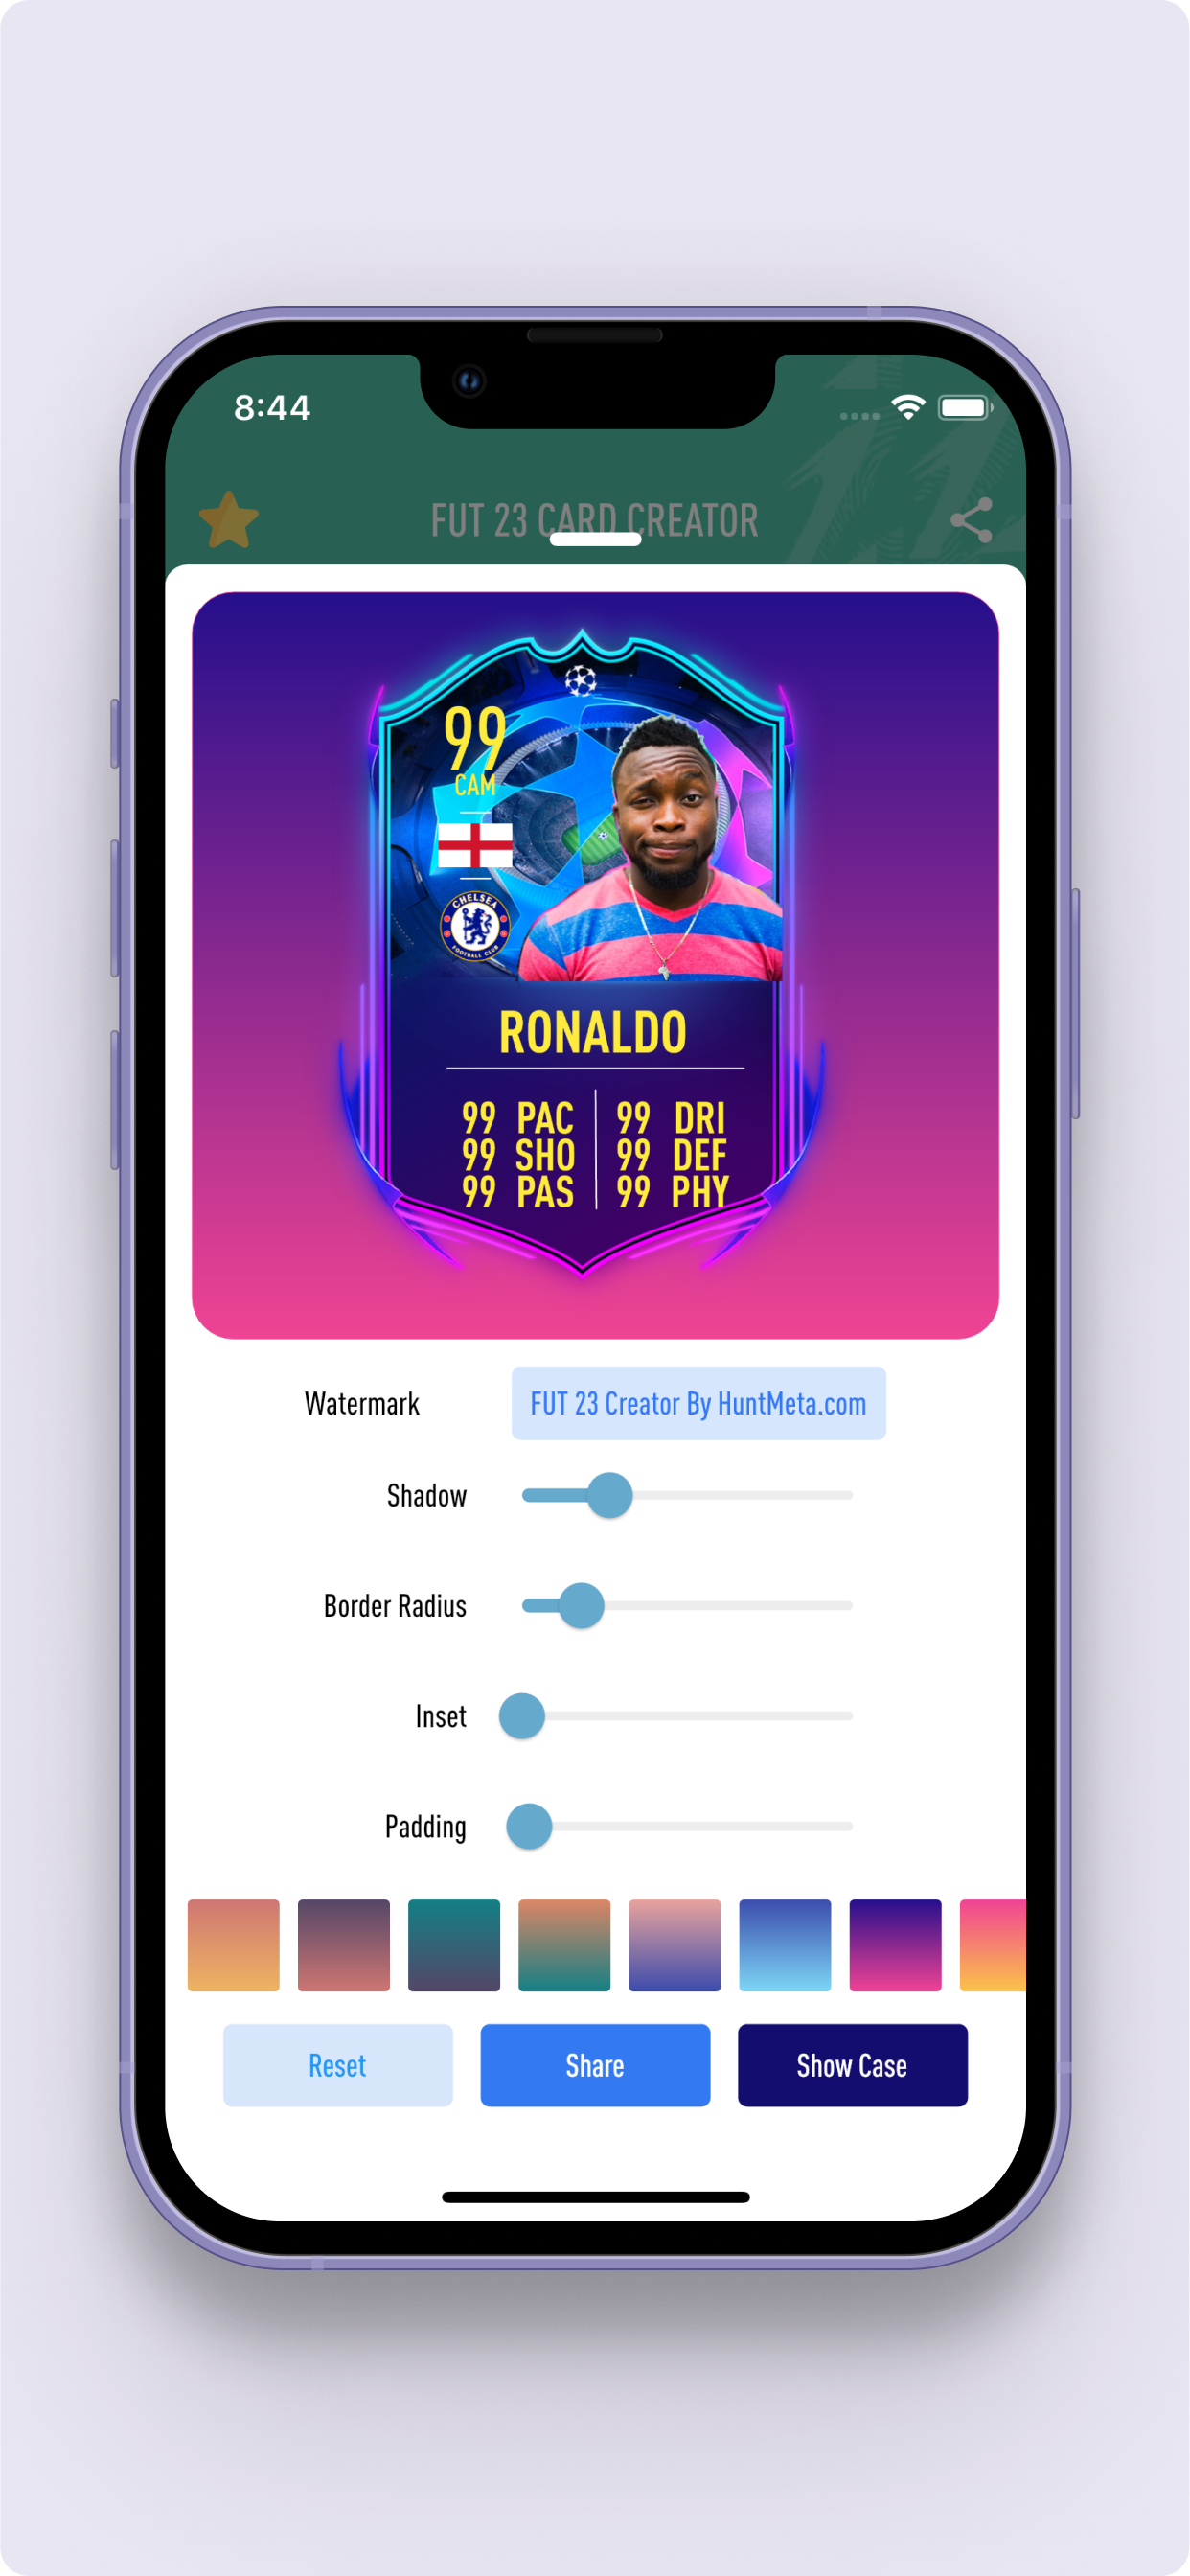 8:44
FUT 23 CARD CREATOR
99
CAM
CHELSEA
FOOTBALL CLUB
RONALDO
99 PAC 99 DRI
99 SHO 99 DEF
99 PAS 99 PHY
Watermark FUT 23 Creator By HuntMeta.com
Shadow
Border Radius
Inset
Padding
Reset Share Show Case